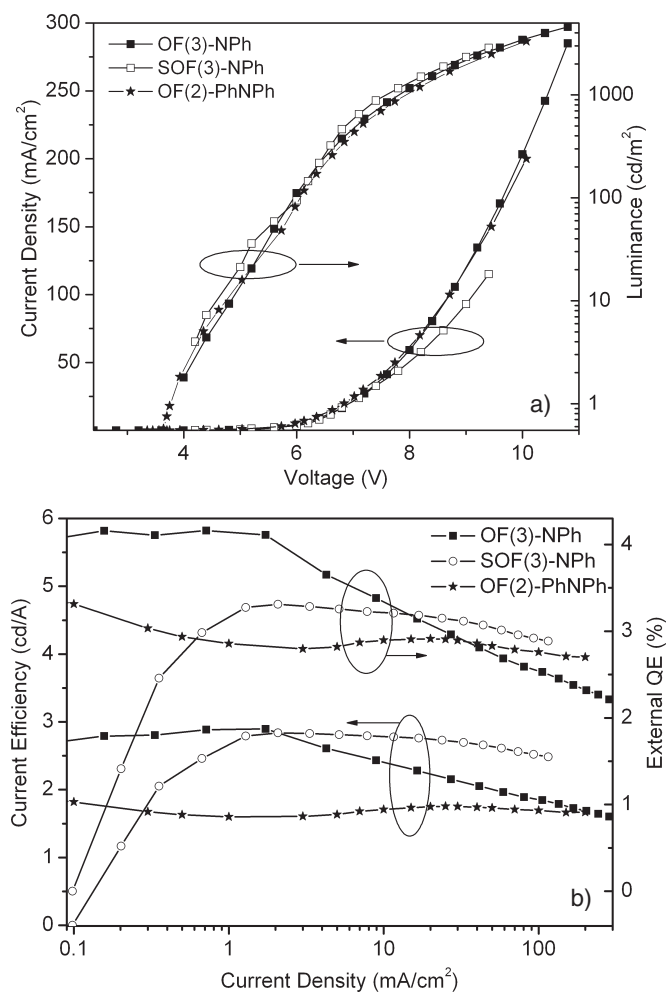 300
250
200
150
100
50
Current Density (mA/cm²)
OF(3)-NPh
SOF(3)-NPh
OF(2)-PhNPh
1000
100
10
1
Luminance (cd/m²)
a)
4
6
8
10
Voltage (V)
6
5
4
3
2
1
0
Current Efficiency (cd/A)
OF(3)-NPh
SOF(3)-NPh
OF(2)-PhNPh
4
3
2
1
0
External QE (%)
b)
0.1
1
10
100
Current Density (mA/cm²)